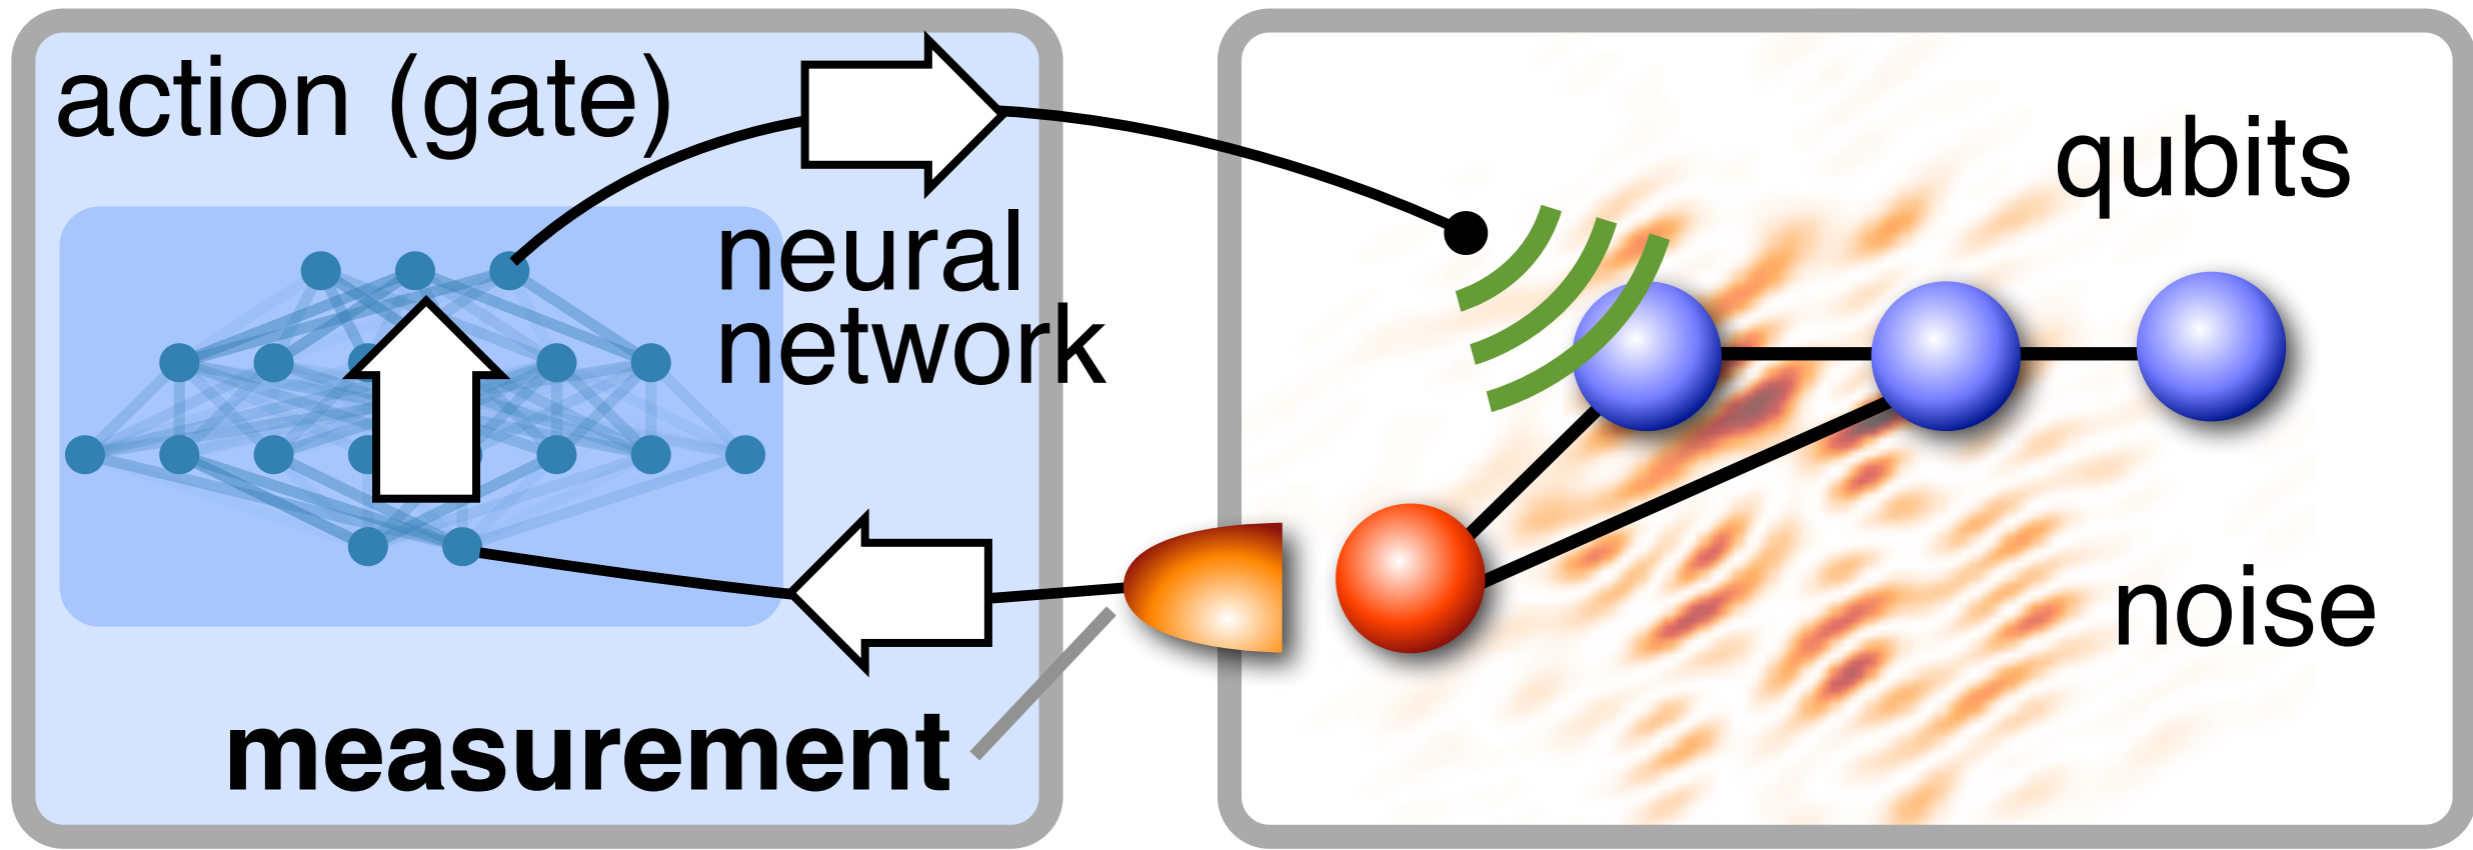 action (gate)
neural
network
measurement
qubits
noise